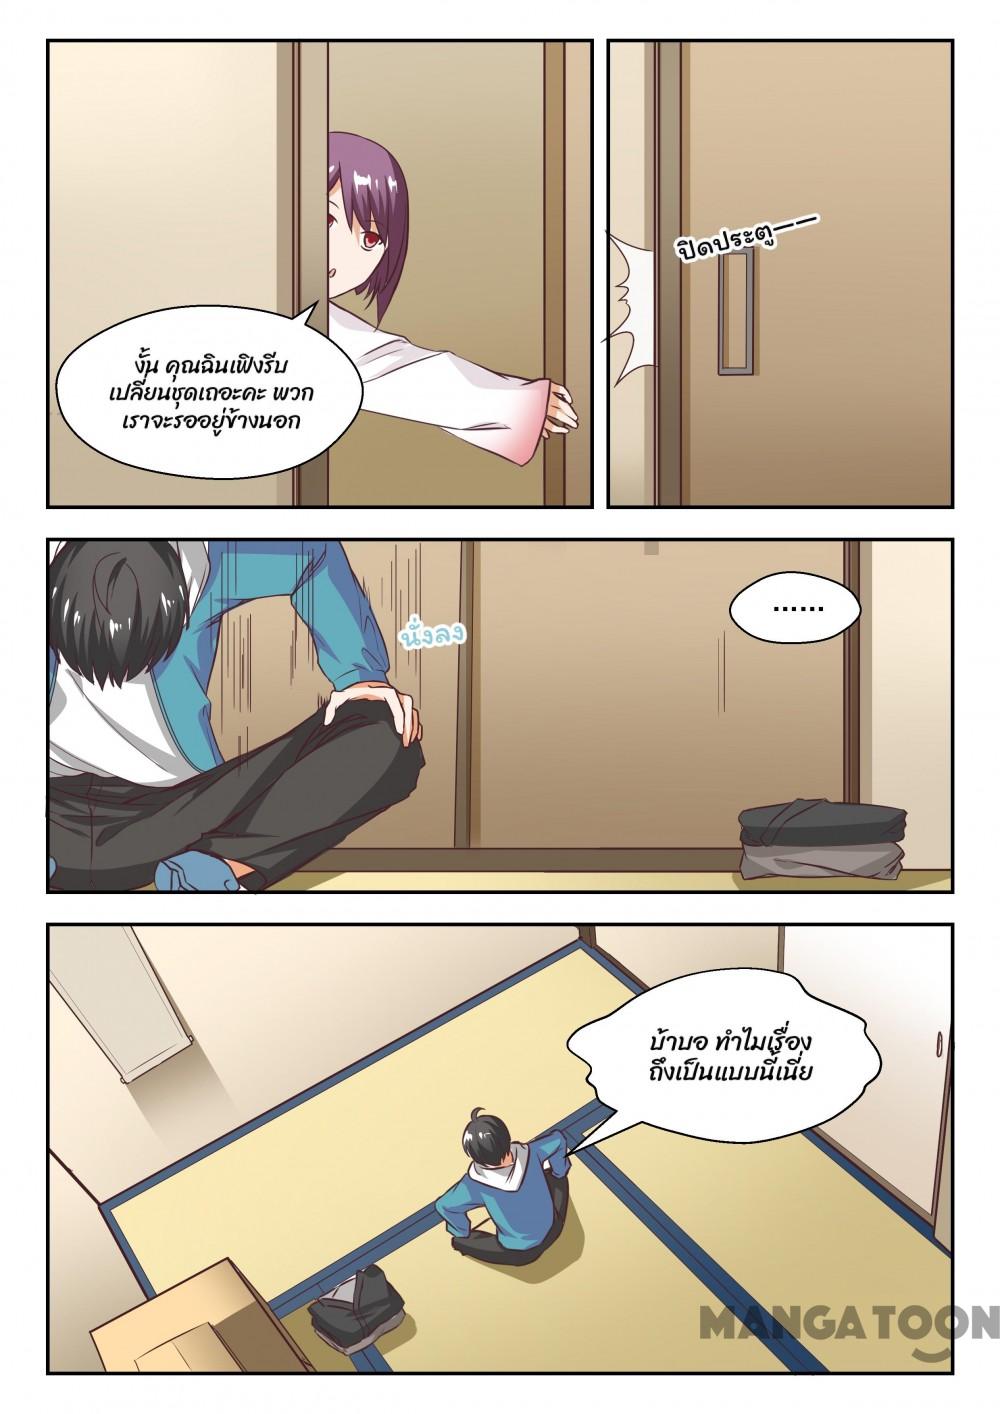 งั้น คุณฉินเฟิงรีบ
เปลี่ยนชุดเถอะคะ พวก
เราจะรออยู่ข้างนอก
ปิดประตู——
นั่งลง
……
บ้าบอ ทำไมเรื่อง
ถึงเป็นแบบนี้เนี่ย
MANGATOON